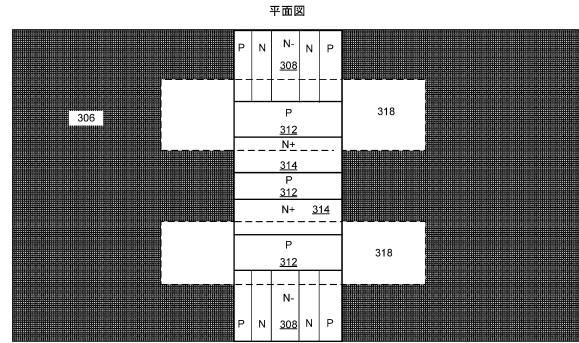 平面図
P N N- N P
308
306
318
P
312
N+
314
P
312
N+ 314
P
312
318
N-
P N 308 N P